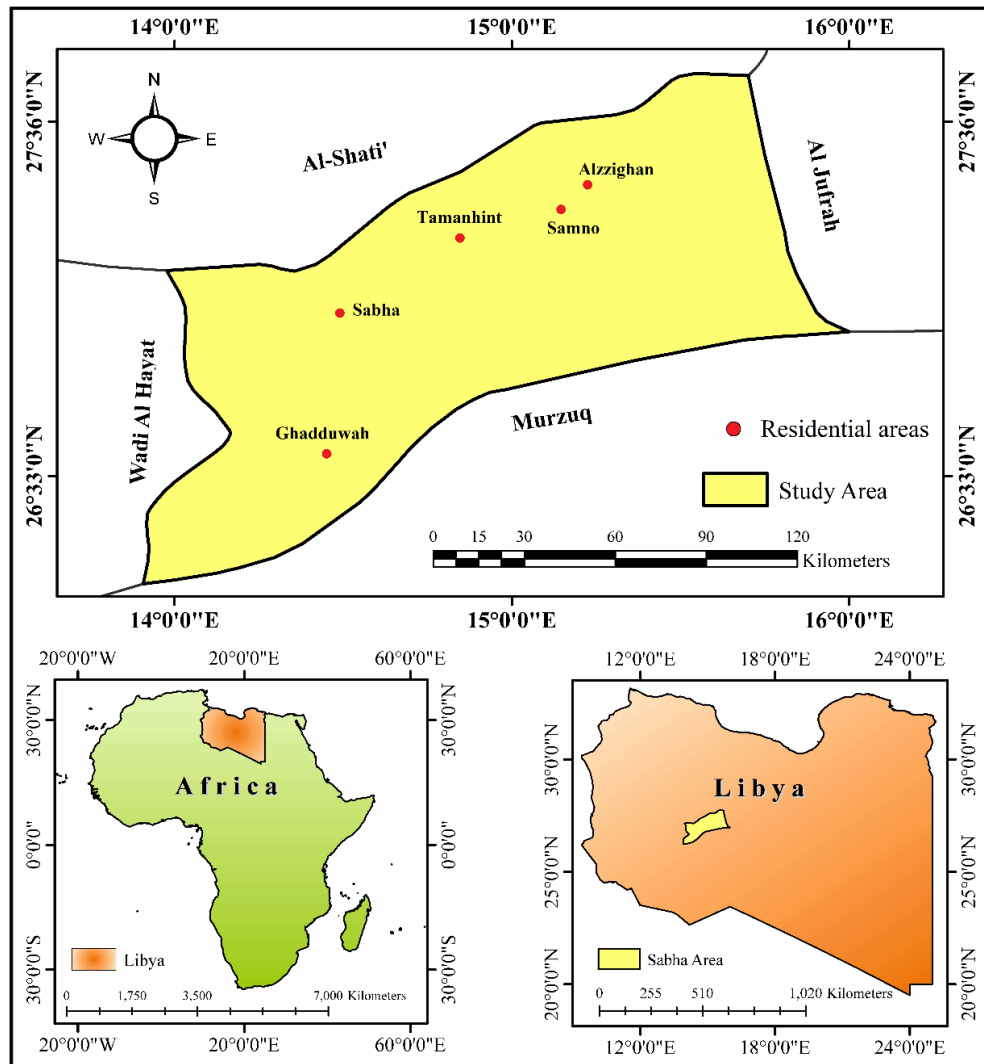 14°0'0"E 15°0'0"E 16°0'0"E
27°36'0"N
27°36'0"N
N
W E
S
Al-Shati'
Al Jufrah
Alzzighan
Tamanhint
Samno
Sabha
Wadi Al Hayat
Murzuq
Ghadduwah
Residential areas
26°33'0"N
26°33'0"N
Study Area
0 15 30 60 90 120
Kilometers
14°0'0"E 15°0'0"E 16°0'0"E
20°0'0"W 20°0'0"E 60°0'0"E
30°0'0"N
30°0'0"N
Africa
0°0'0"
0°0'0"
30°0'0"S
30°0'0"S
Libya
0 1,750 3,500 7,000 Kilometers
20°0'0"W 20°0'0"E 60°0'0"E
12°0'0"E 18°0'0"E 24°0'0"E
30°0'0"N
30°0'0"N
Libya
25°0'0"N
25°0'0"N
Sabha Area
20°0'0"N
20°0'0"N
0 255 510 1,020 Kilometers
12°0'0"E 18°0'0"E 24°0'0"E